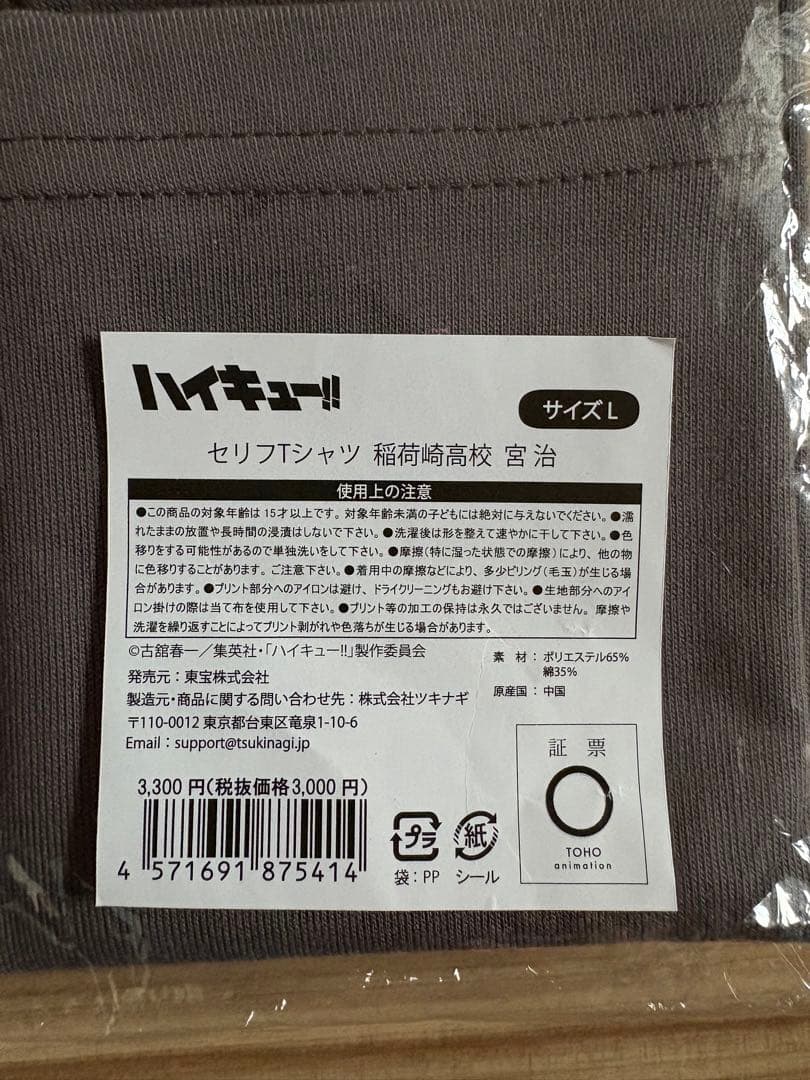 ハイキュー!!
サイズ L
セリフTシャツ 稲荷崎高校 宮 治
使用上の注意
●この商品の対象年齢は 15才以上です。対象年齢未満の子どもには絶対に与えないでください。●濡
れたままの放置や長時間の浸漬はしないで下さい。●洗濯後は形を整えて速やかに干して下さい。●色
移りをする可能性があるので単独洗いをして下さい。●摩擦（特に湿った状態での摩擦）により、他の物
に色移りすることがあります。ご注意下さい。●着用中の摩擦などにより、多少ピリング（毛玉）が生じる場
合があります。●プリント部分へのアイロンは避け、ドライクリーニングもお避け下さい。●生地部分へのアイ
ロン掛けの際は当て布を使用して下さい。●プリント等の加工の保持は永久ではございません。摩擦や
洗濯を繰り返すことによってプリント剥がれや色落ちが生じる場合があります。
©古舘春一／集英社・「ハイキュー!!」製作委員会
発売元：東宝株式会社
製造元・商品に関する問い合わせ先：株式会社ツキナギ
〒110-0012 東京都台東区竜泉1-10-6
Email：support@tsukinagi.jp
素 材：ポリエステル65%
綿35%
原産国：中国
3,300 円（税抜価格3,000 円）
4 571691 875414
プラ
袋：PP
紙
シール
証 票
TOHO
animation